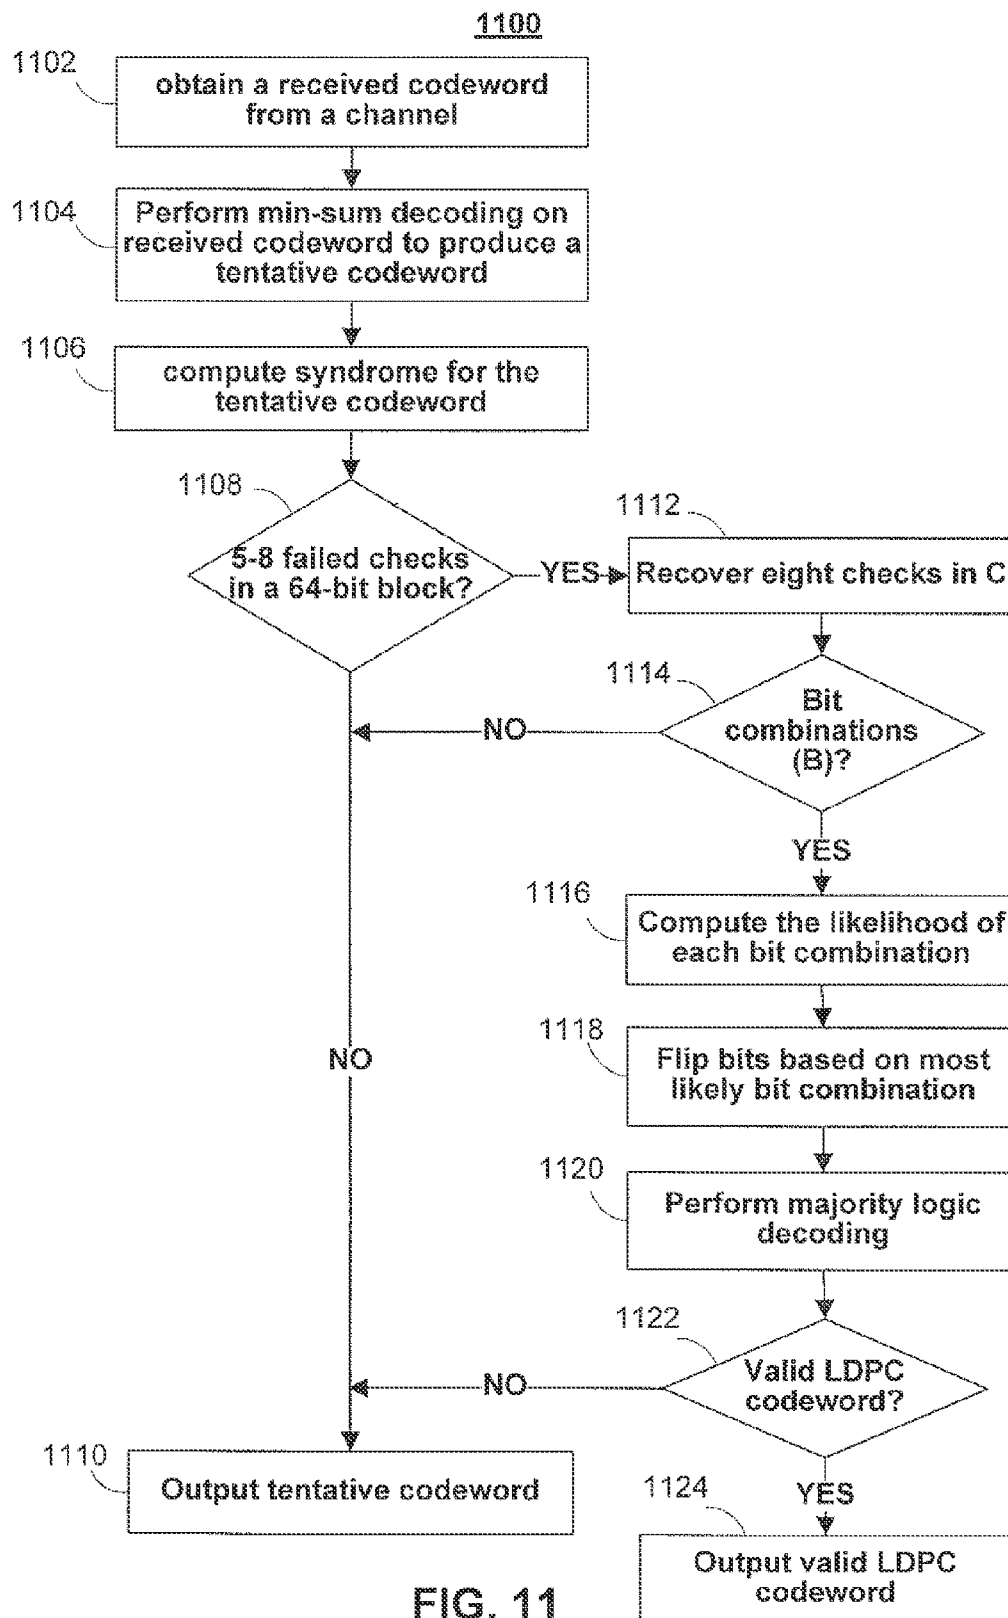 1100
1102
obtain a received codeword
from a channel
1104
Perform min-sum decoding on
received codeword to produce a
tentative codeword
1106
compute syndrome for the
tentative codeword
1108
5-8 failed checks
in a 64-bit block?
YES
1112
Recover eight checks in C
1114
Bit
combinations
(B)?
NO
YES
1116
Compute the likelihood of
each bit combination
1118
Flip bits based on most
likely bit combination
NO
1120
Perform majority logic
decoding
1122
Valid LDPC
codeword?
NO
YES
1110
Output tentative codeword
1124
Output valid LDPC
codeword
FIG. 11